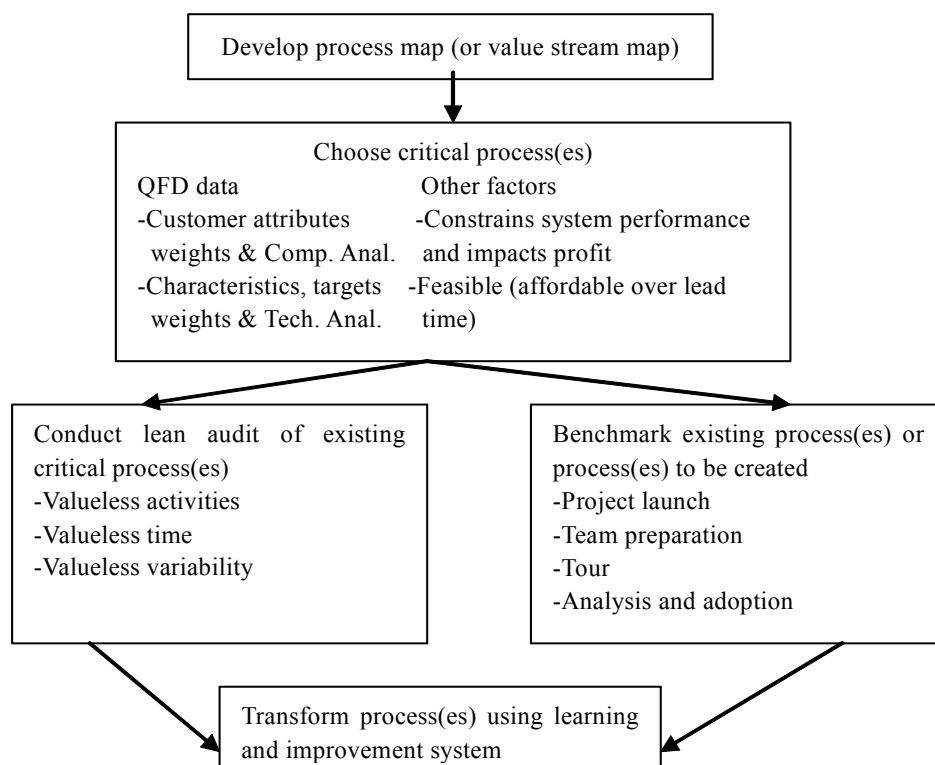 Develop process map (or value stream map)
Choose critical process(es)
QFD data
-Customer attributes
weights & Comp. Anal.
-Characteristics, targets
weights & Tech. Anal.
Other factors
-Constrains system performance
and impacts profit
-Feasible (affordable over lead
time)
Conduct lean audit of existing
critical process(es)
-Valueless activities
-Valueless time
-Valueless variability
Benchmark existing process(es) or
process(es) to be created
-Project launch
-Team preparation
-Tour
-Analysis and adoption
Transform process(es) using learning
and improvement system